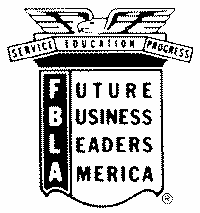 SERVICE EDUCATION PROGRESS
FUTURE
BUSINESS
LEADERS
AMERICA
®